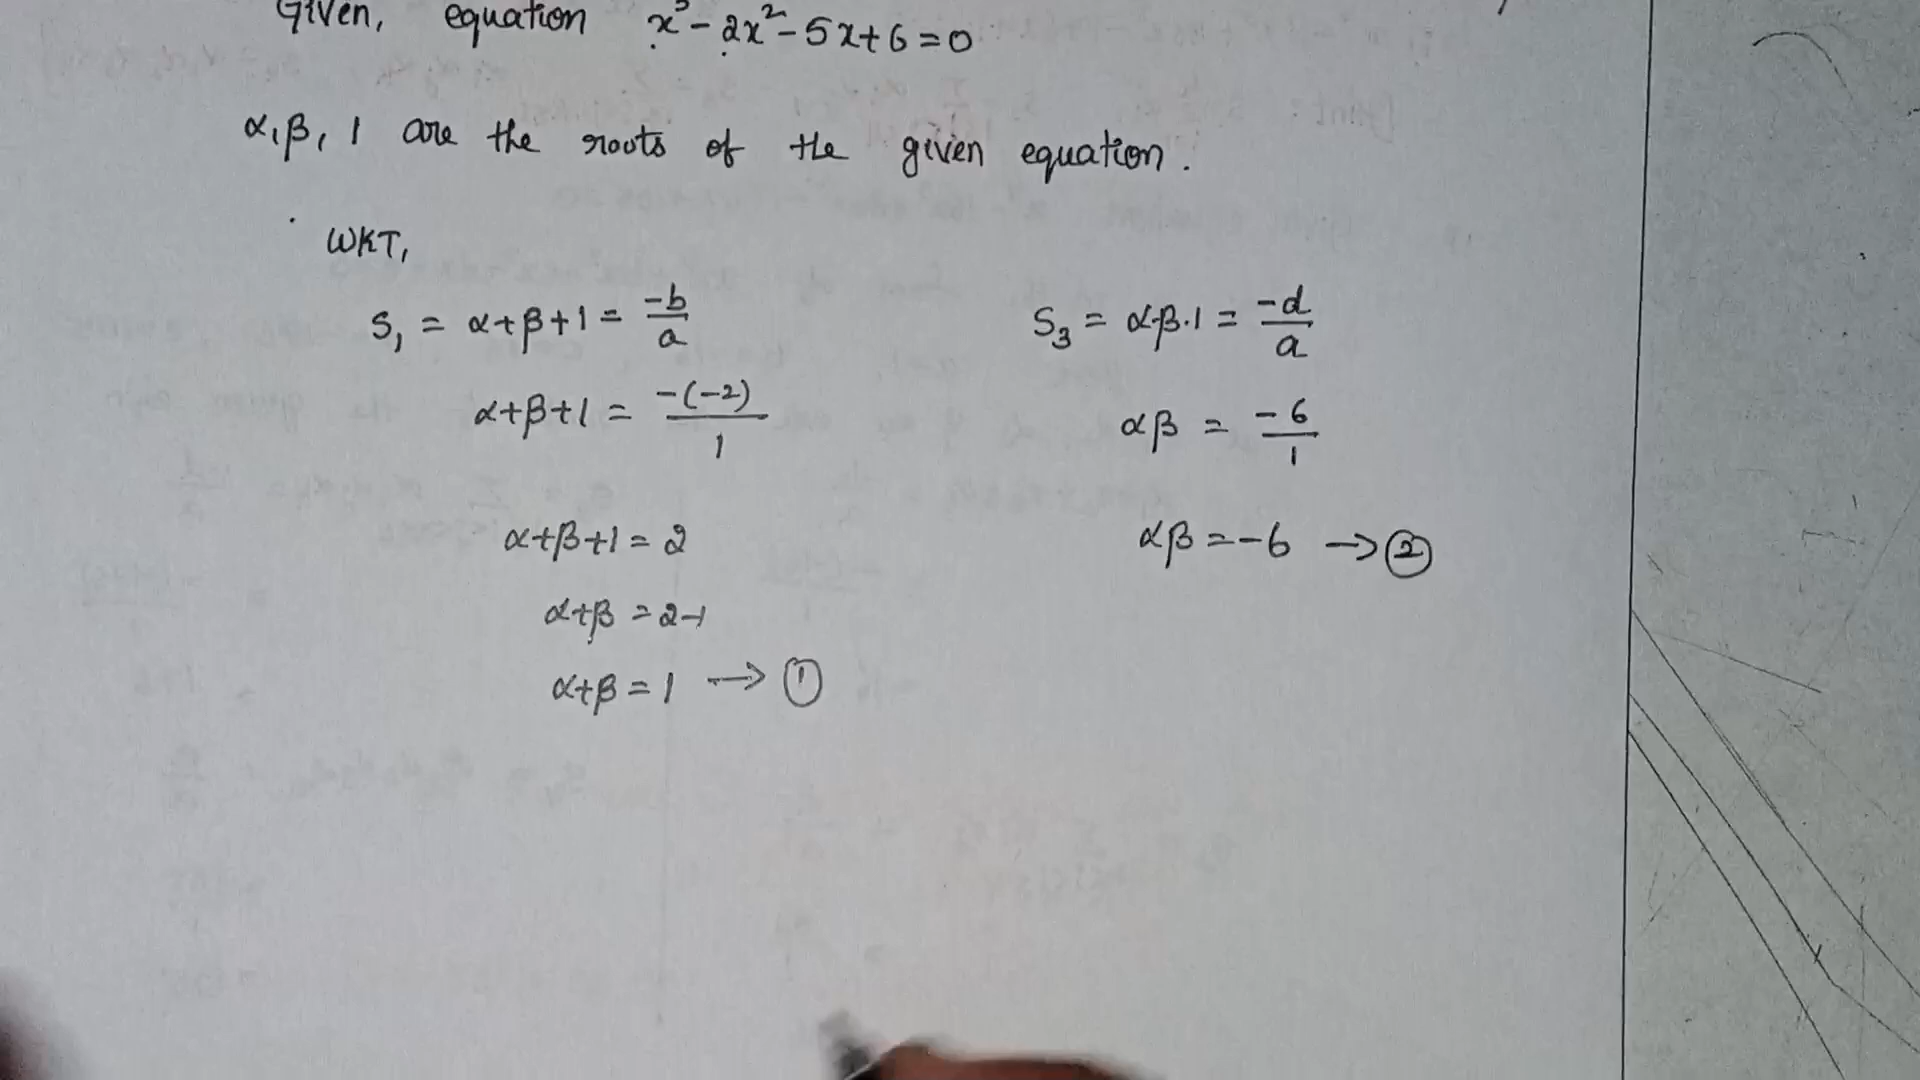 Given, equation x³ - 2x² - 5x + 6 = 0
α, β, 1 are the roots of the given equation.
WKT,
S₁ = α+β+1 = -b/a
α+β+1 = -(-2)/1
α+β+1 = 2
α+β = 2-1
α+β = 1 → ①
S₃ = α·β·1 = -d/a
αβ = -6/1
αβ = -6 → ②